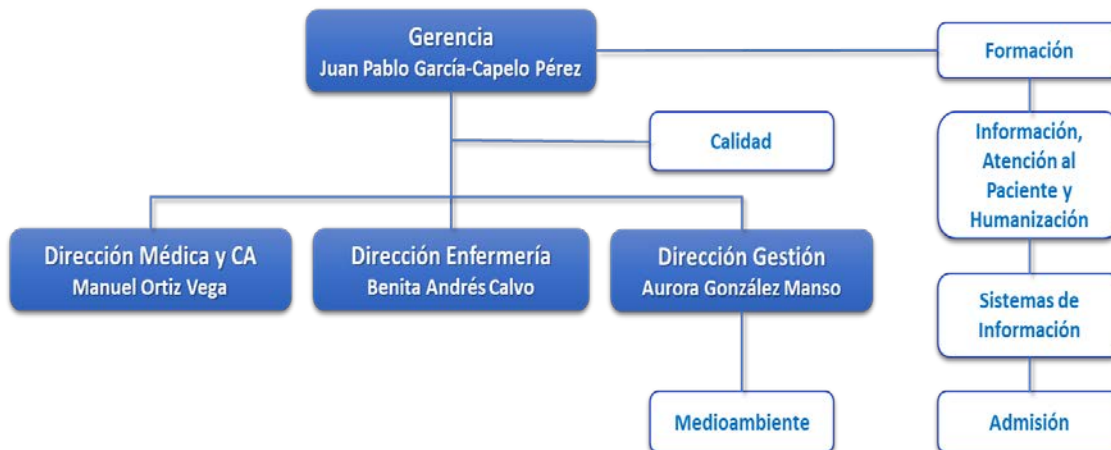 Gerencia
Juan Pablo García-Capelo Pérez
Formación
Calidad
Información,
Atención al
Paciente y
Humanización
Dirección Médica y CA
Manuel Ortiz Vega
Dirección Enfermería
Benita Andrés Calvo
Dirección Gestión
Aurora González Manso
Sistemas de
Información
Medioambiente
Admisión